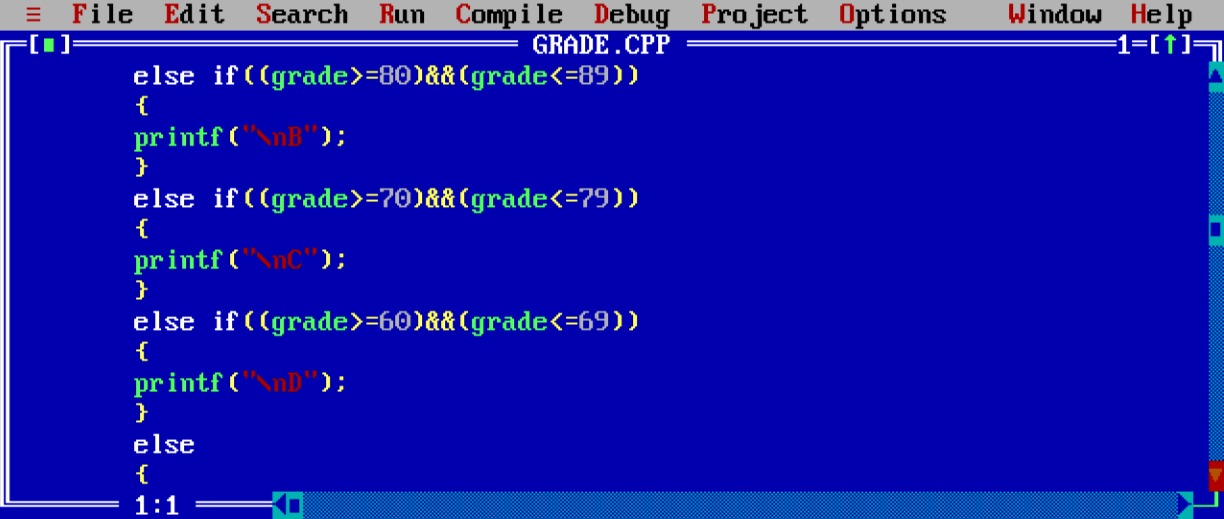 ≡ File Edit Search Run Compile Debug Project Options Window Help
[■] GRADE.CPP 1=[↑]
else if((grade>=80)&&(grade<=89))
{
printf("\nB");
}
else if((grade>=70)&&(grade<=79))
{
printf("\nC");
}
else if((grade>=60)&&(grade<=69))
{
printf("\nD");
}
else
{
1:1